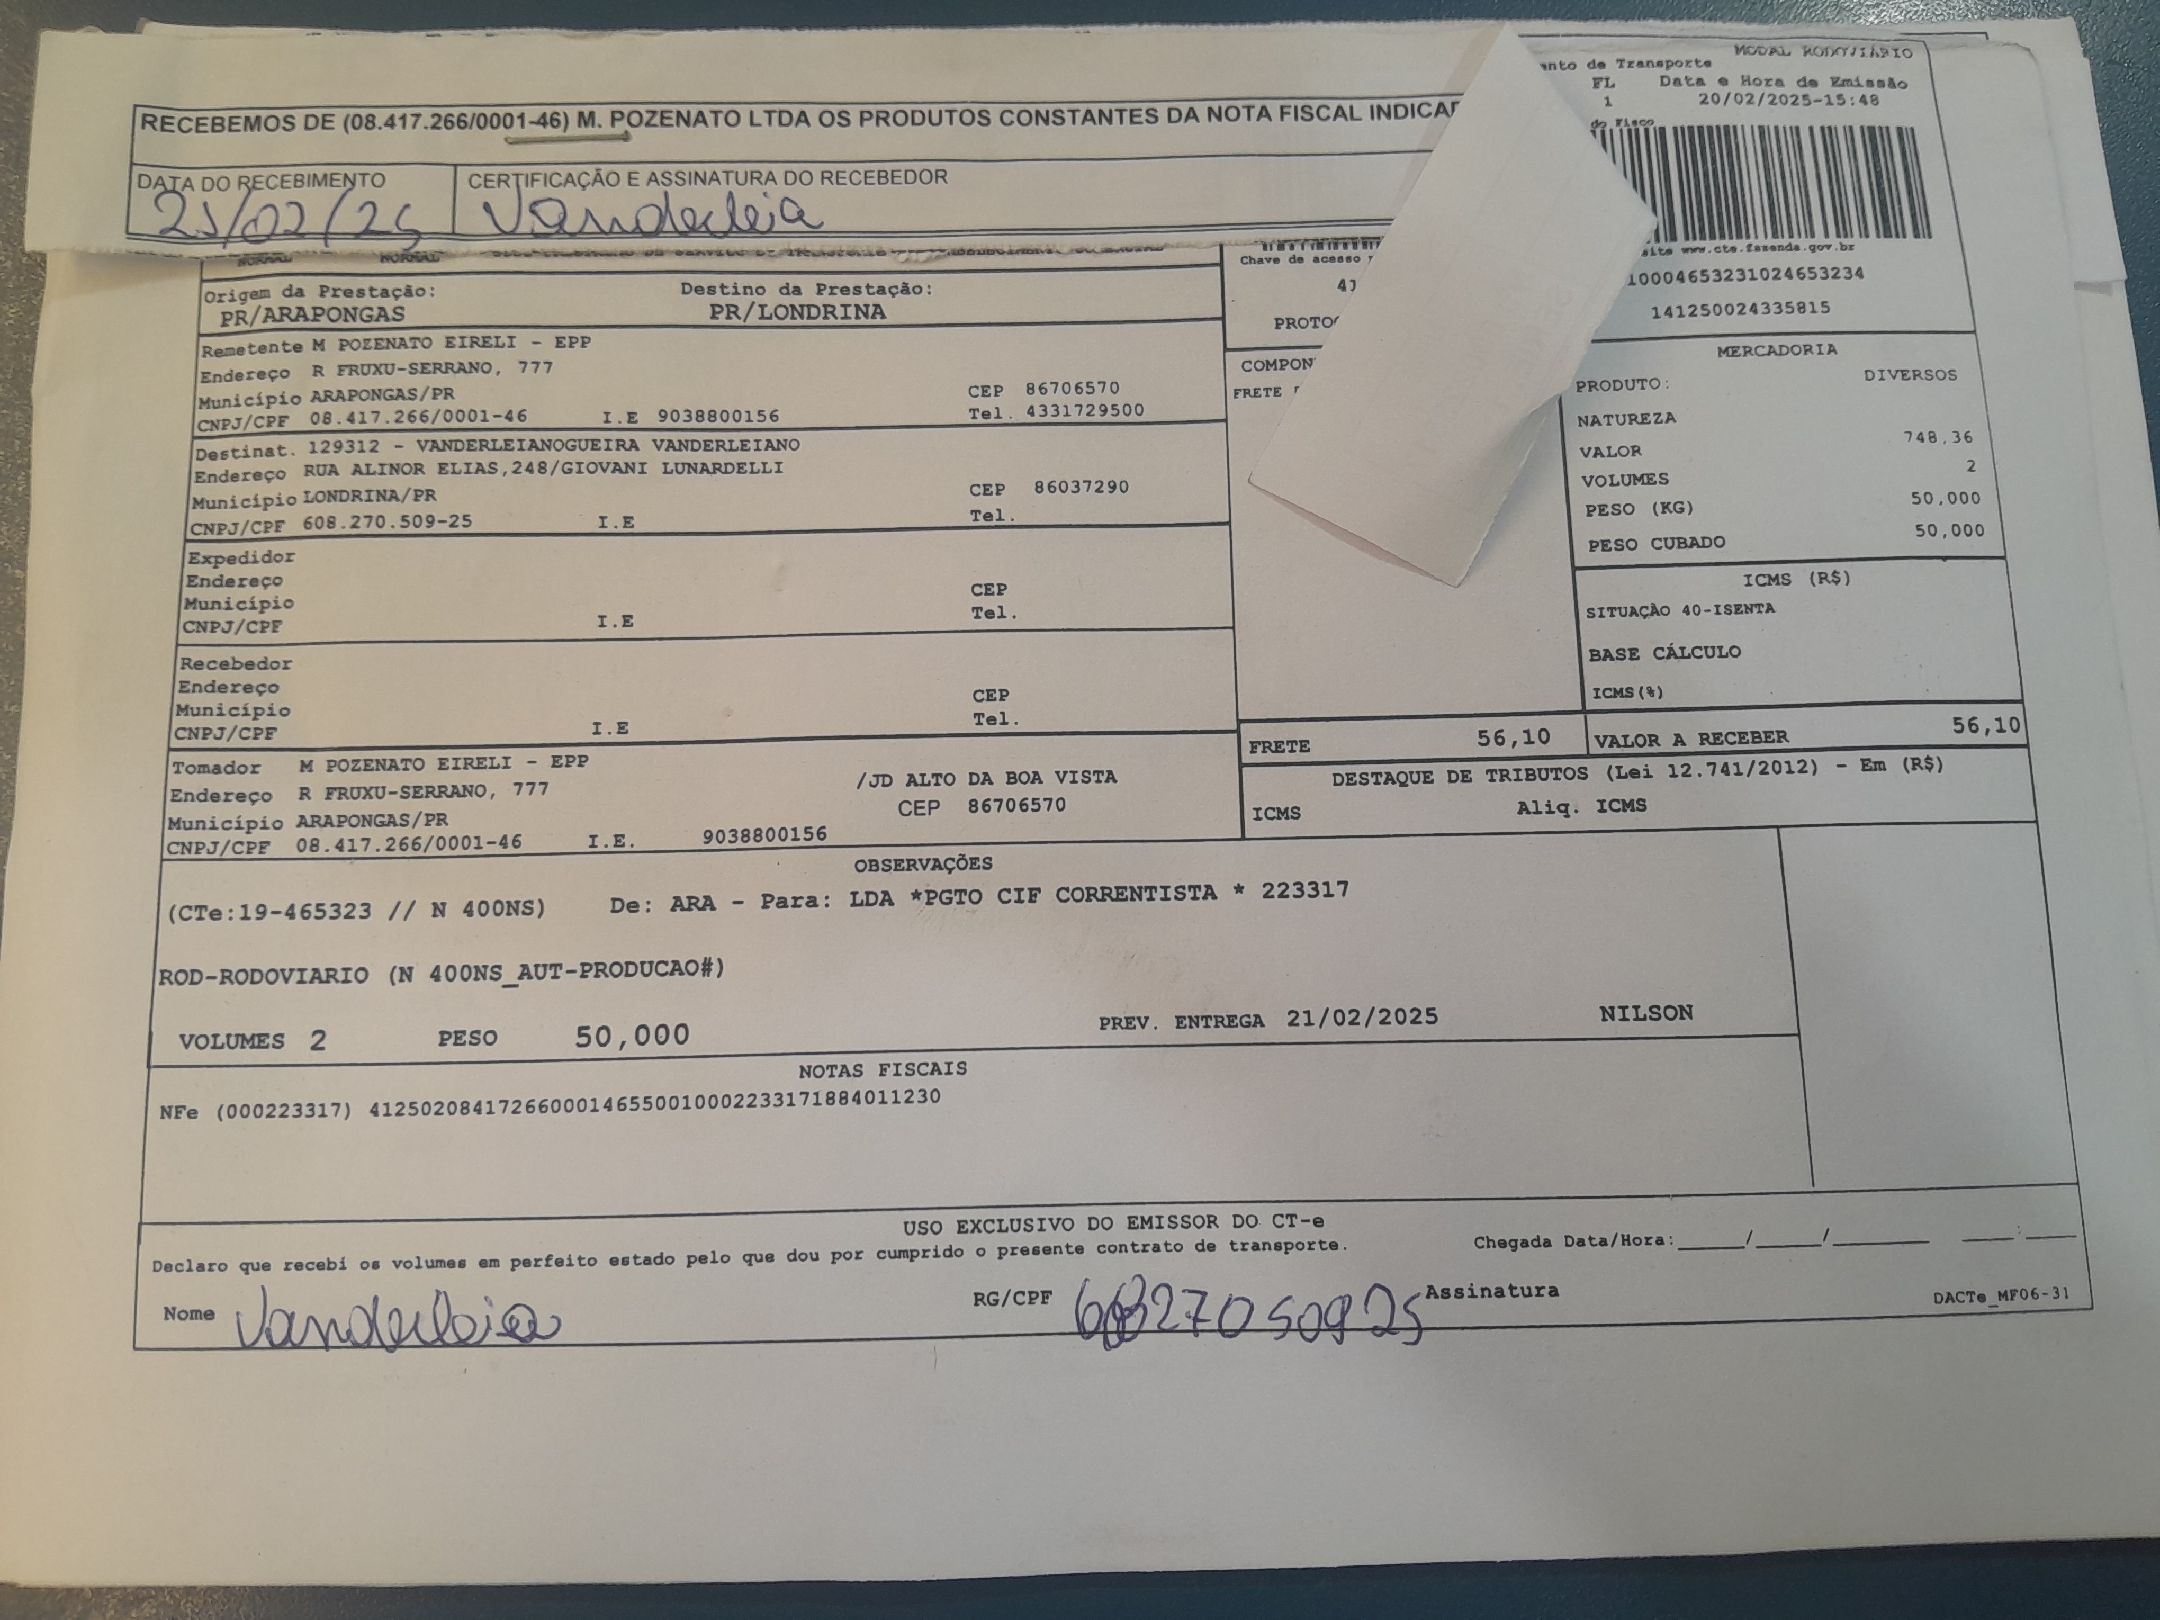 MODAL RODOVIÁRIO
nto de Transporte
FL Data e Hora de Emissão
1 20/02/2025-15:48
do Fisco
RECEBEMOS DE (08.417.266/0001-46) M. POZENATO LTDA OS PRODUTOS CONSTANTES DA NOTA FISCAL INDICA
DATA DO RECEBIMENTO CERTIFICAÇÃO E ASSINATURA DO RECEBEDOR
21/02/25 Vanderleia
NORMAL NORMAL
site www.cte.fazenda.gov.br
Chave de acesso
10004653231024653234
PROTO 141250024335815
Origem da Prestação: Destino da Prestação:
PR/ARAPONGAS PR/LONDRINA
Remetente M POZENATO EIRELI - EPP
Endereço R FRUXU-SERRANO, 777
Município ARAPONGAS/PR CEP 86706570
CNPJ/CPF 08.417.266/0001-46 I.E 9038800156 Tel. 4331729500
Destinat. 129312 - VANDERLEIANOGUEIRA VANDERLEIANO
Endereço RUA ALINOR ELIAS,248/GIOVANI LUNARDELLI
Município LONDRINA/PR CEP 86037290
CNPJ/CPF 608.270.509-25 I.E Tel.
Expedidor
Endereço
Município CEP
CNPJ/CPF I.E Tel.
Recebedor
Endereço
Município CEP
CNPJ/CPF I.E Tel.
Tomador M POZENATO EIRELI - EPP
Endereço R FRUXU-SERRANO, 777 /JD ALTO DA BOA VISTA
Município ARAPONGAS/PR CEP 86706570
CNPJ/CPF 08.417.266/0001-46 I.E. 9038800156
COMPON
FRETE
MERCADORIA
PRODUTO: DIVERSOS
NATUREZA
VALOR 748,36
VOLUMES 2
PESO (KG) 50,000
PESO CUBADO 50,000
ICMS (R$)
SITUAÇÃO 40-ISENTA
BASE CÁLCULO
ICMS(%)
FRETE 56,10 VALOR A RECEBER 56,10
DESTAQUE DE TRIBUTOS (Lei 12.741/2012) - Em (R$)
ICMS Aliq. ICMS
OBSERVAÇÕES
(CTe:19-465323 // N 400NS) De: ARA - Para: LDA *PGTO CIF CORRENTISTA * 223317
ROD-RODOVIARIO (N 400NS_AUT-PRODUCAO#)
VOLUMES 2 PESO 50,000 PREV. ENTREGA 21/02/2025 NILSON
NOTAS FISCAIS
NFe (000223317) 41250208417266000146550010002233171884011230
USO EXCLUSIVO DO EMISSOR DO CT-e
Declaro que recebi os volumes em perfeito estado pelo que dou por cumprido o presente contrato de transporte. Chegada Data/Hora:_____/_____/_______ ____:____
Nome Vanderleia RG/CPF 60827050925 Assinatura DACTe_MF06-31